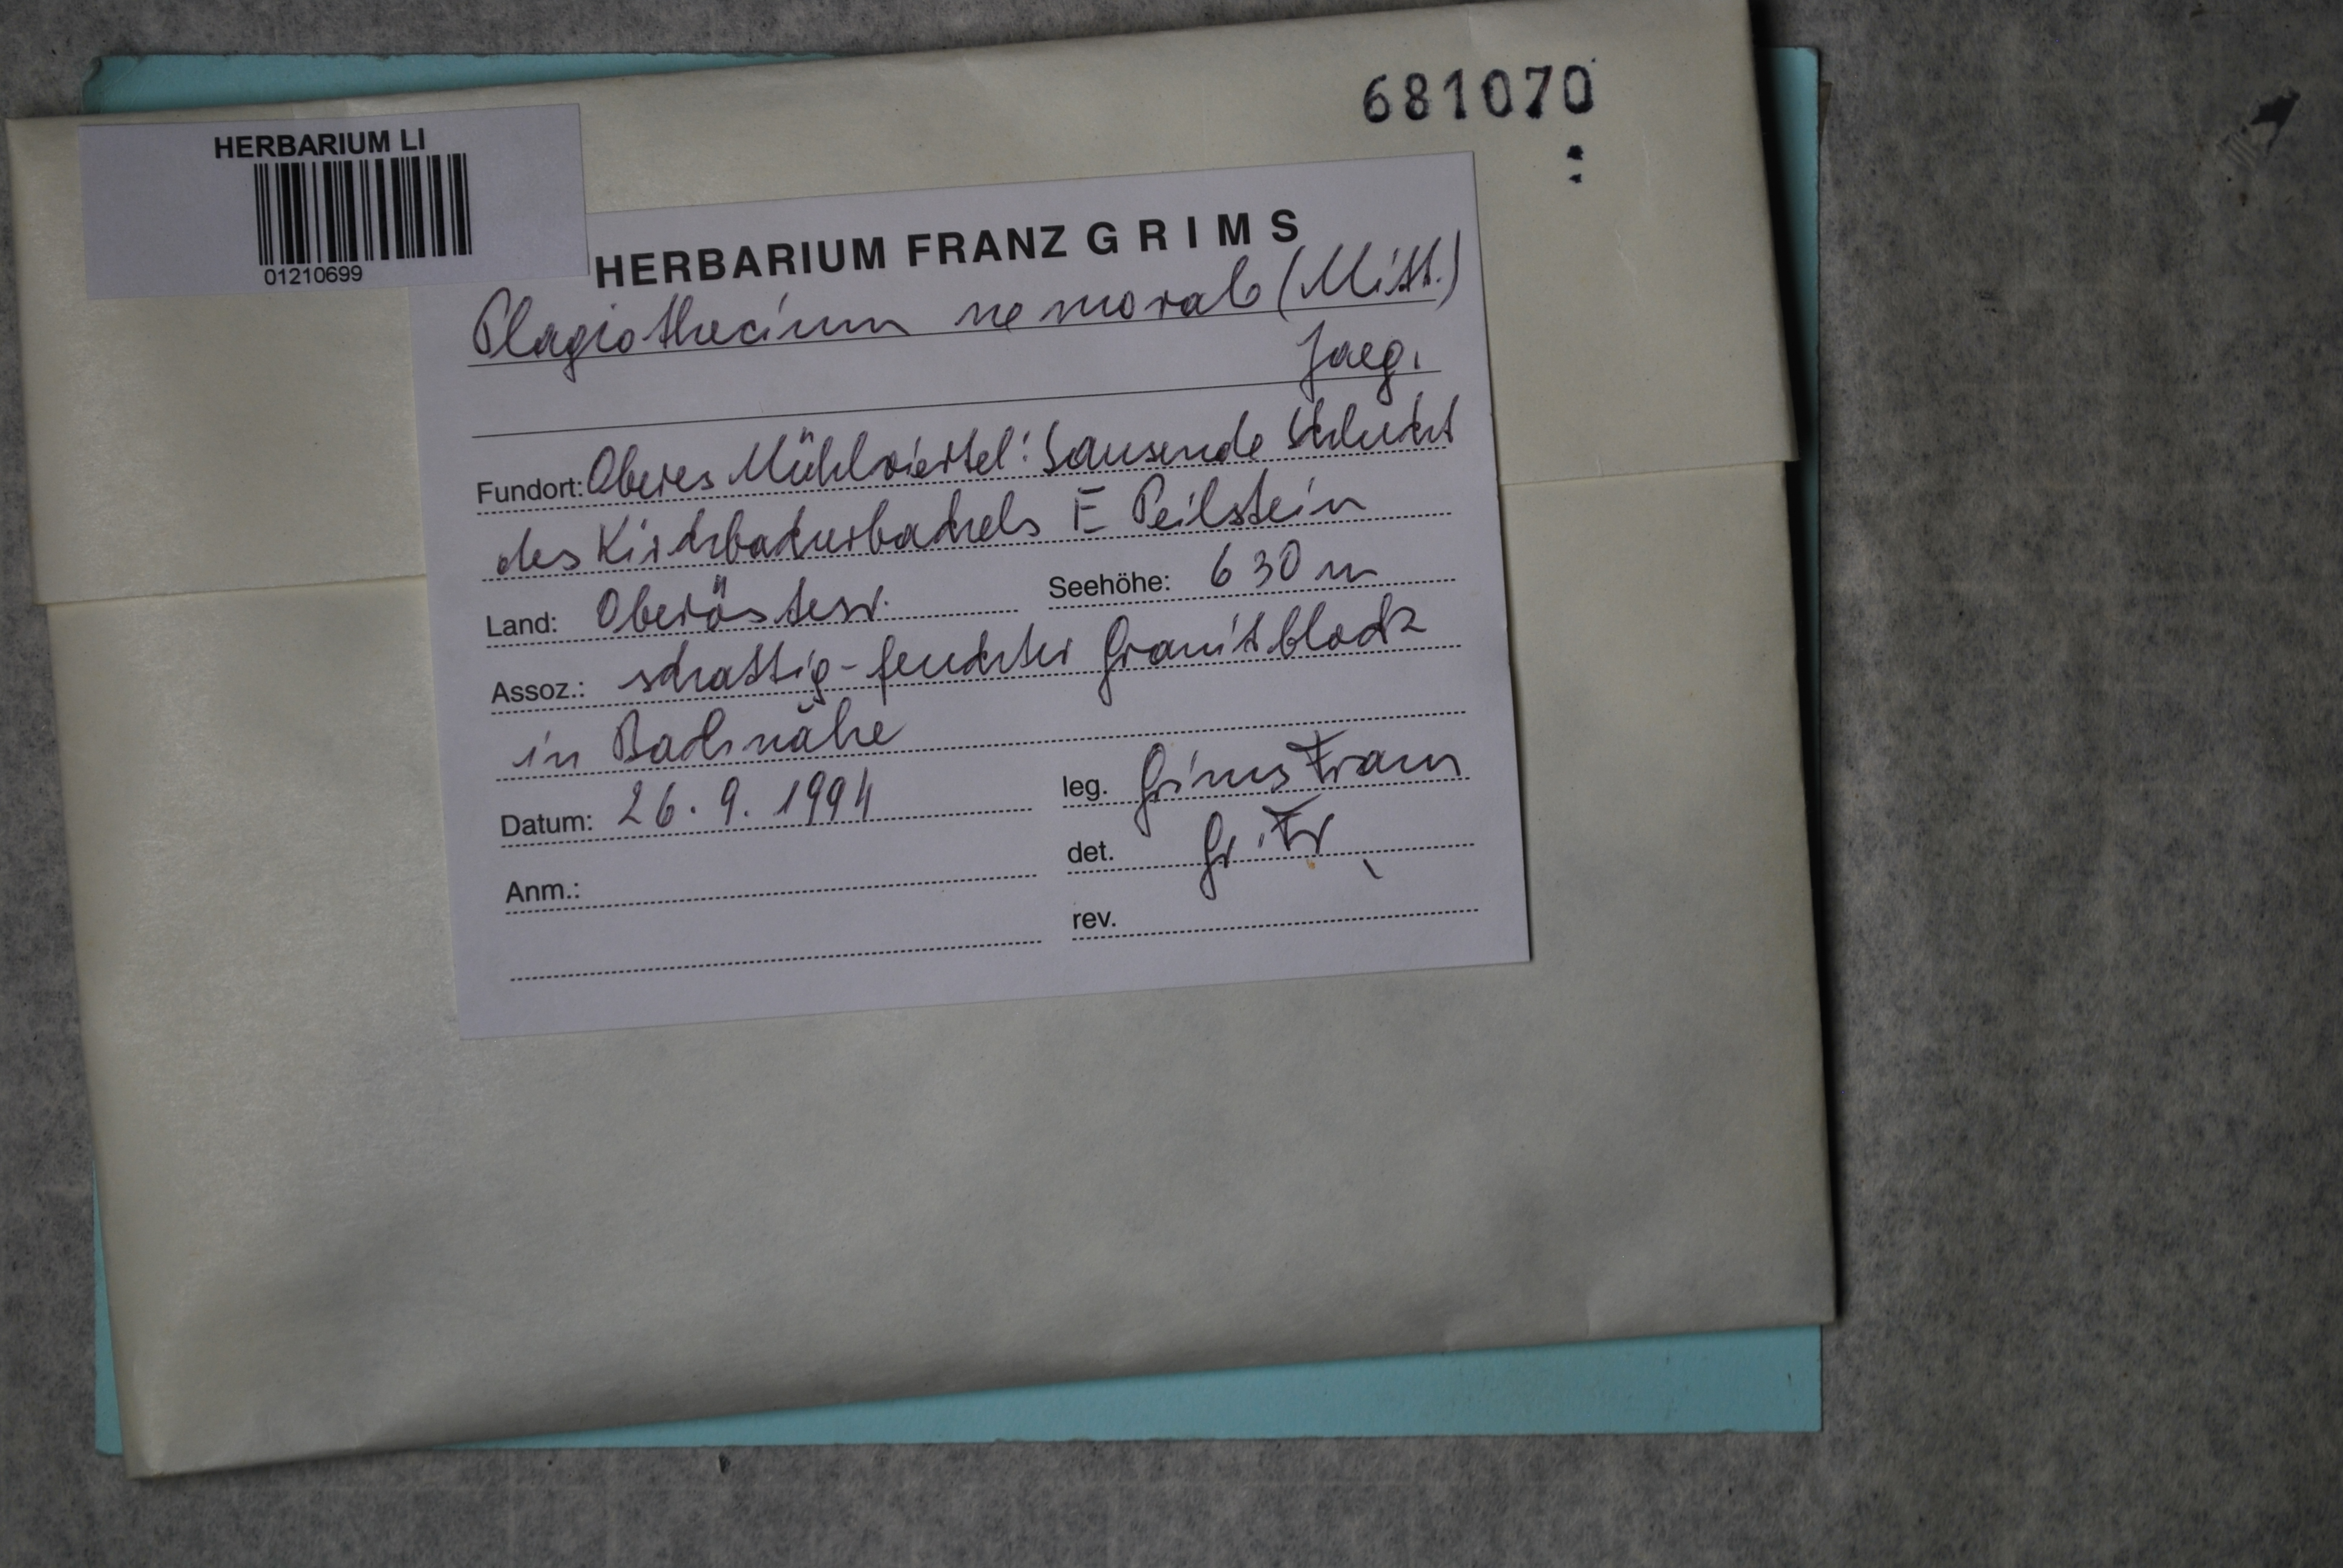 681070
HERBARIUM LI
01210699
HERBARIUM FRANZ GRIMS
Plagiothecium nemorale (Mitt.)
Jaeg.
Fundort: Oberes Mühlviertel: Sausende Schlucht
des Kirchbacherbachels E Peilstein
Land: Oberösterr. Seehöhe: 630 m
Assoz.: schattig-feuchter Granitblock
in Bachnähe
Datum: 26.9.1994 leg. Grims Franz
det. Gr. Fr.
Anm.:
rev.